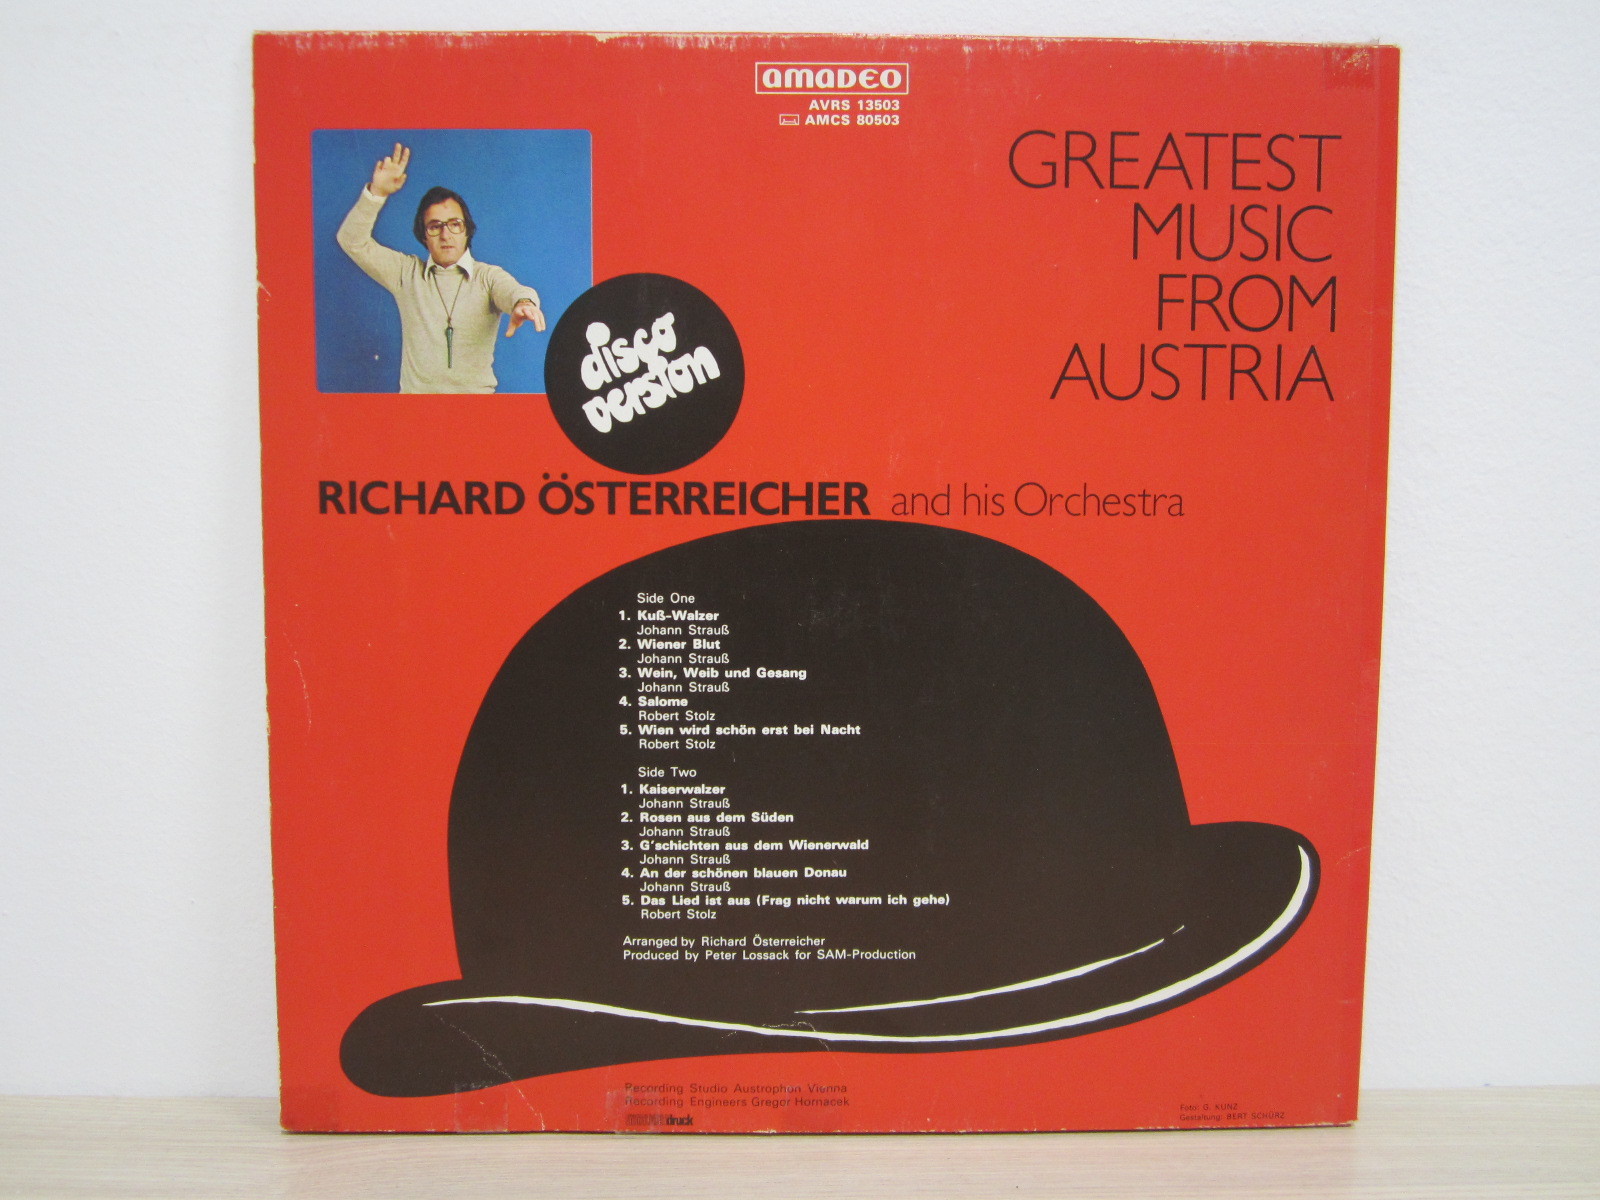 amadeo
AVRS 13503
AMCS 80503
GREATEST
MUSIC
FROM
AUSTRIA
disco
version
RICHARD ÖSTERREICHER and his Orchestra
Side One
1. Kuß-Walzer
Johann Strauß
2. Wiener Blut
Johann Strauß
3. Wein, Weib und Gesang
Johann Strauß
4. Salome
Robert Stolz
5. Wien wird schön erst bei Nacht
Robert Stolz
Side Two
1. Kaiserwalzer
Johann Strauß
2. Rosen aus dem Süden
Johann Strauß
3. G'schichten aus dem Wienerwald
Johann Strauß
4. An der schönen blauen Donau
Johann Strauß
5. Das Lied ist aus (Frag nicht warum ich gehe)
Robert Stolz
Arranged by Richard Österreicher
Produced by Peter Lossack for SAM-Production
Recording Studio Austrophon Vienna
Recording Engineers Gregor Hornacek
druck
Foto: G. KUNZ
Gestaltung: BERT SCHÜRZ